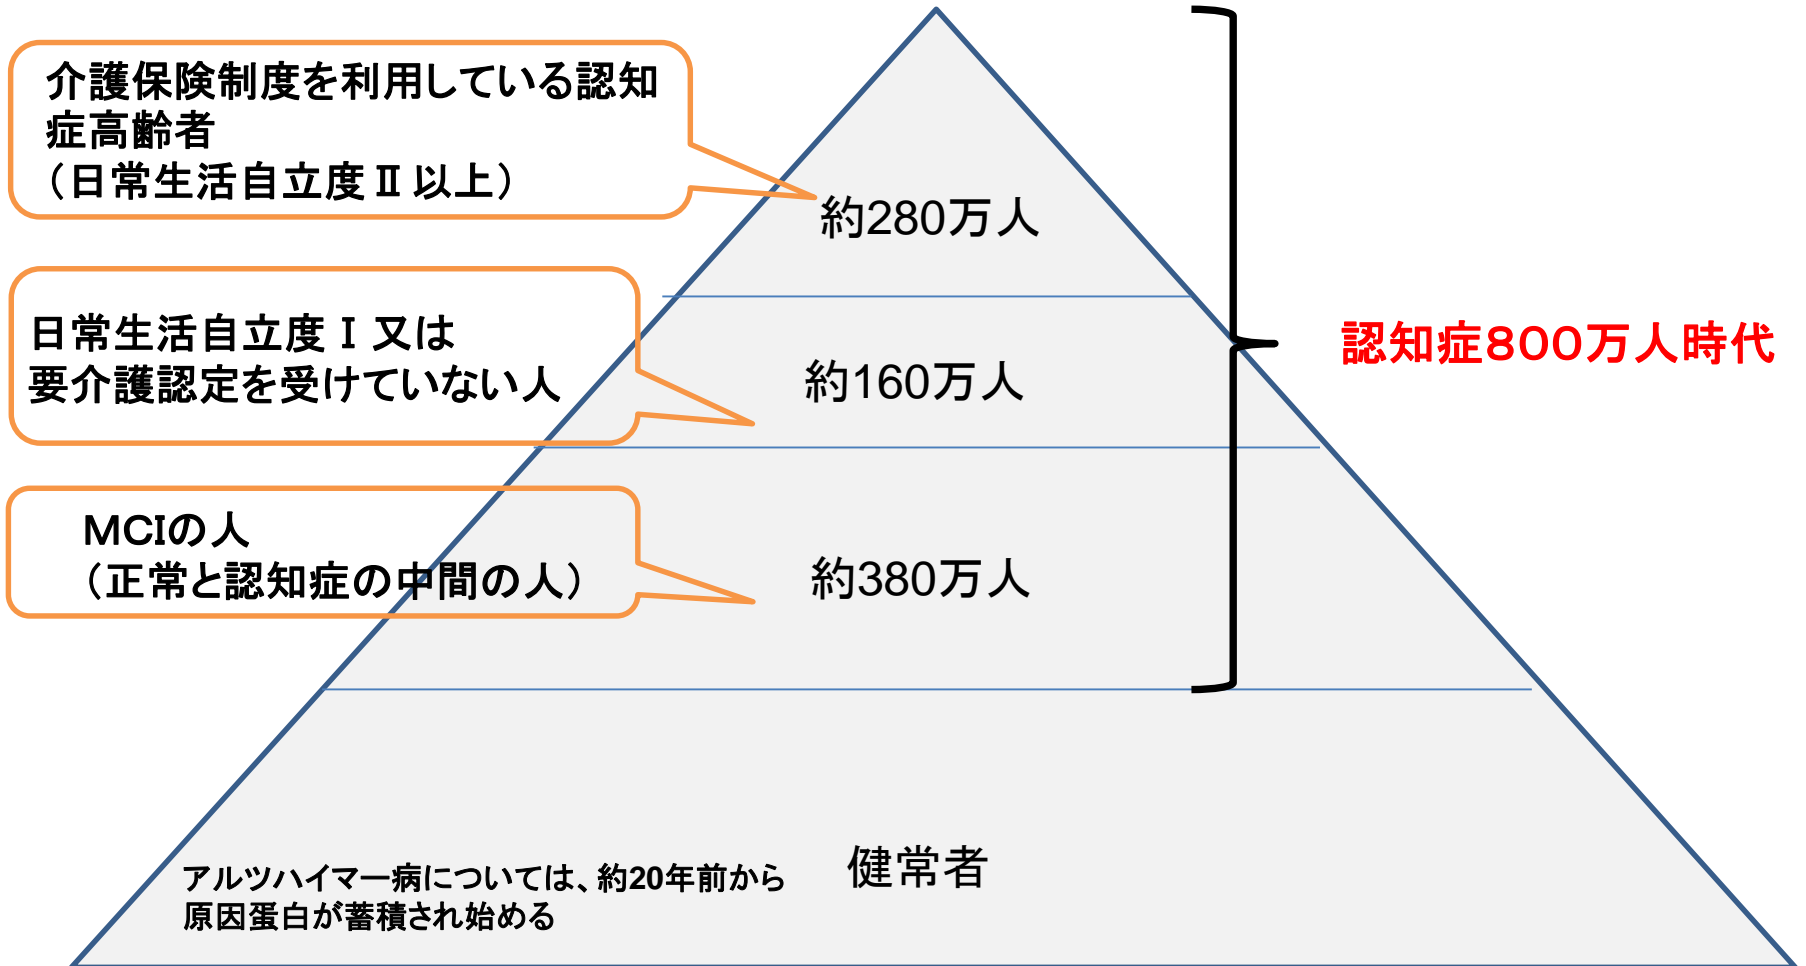 介護保険制度を利用している認知
症高齢者
（日常生活自立度Ⅱ以上）
約280万人
日常生活自立度Ⅰ又は
要介護認定を受けていない人
約160万人
認知症８００万人時代
ＭＣＩの人
（正常と認知症の中間の人）
約380万人
健常者
アルツハイマー病については、約20年前から
原因蛋白が蓄積され始める